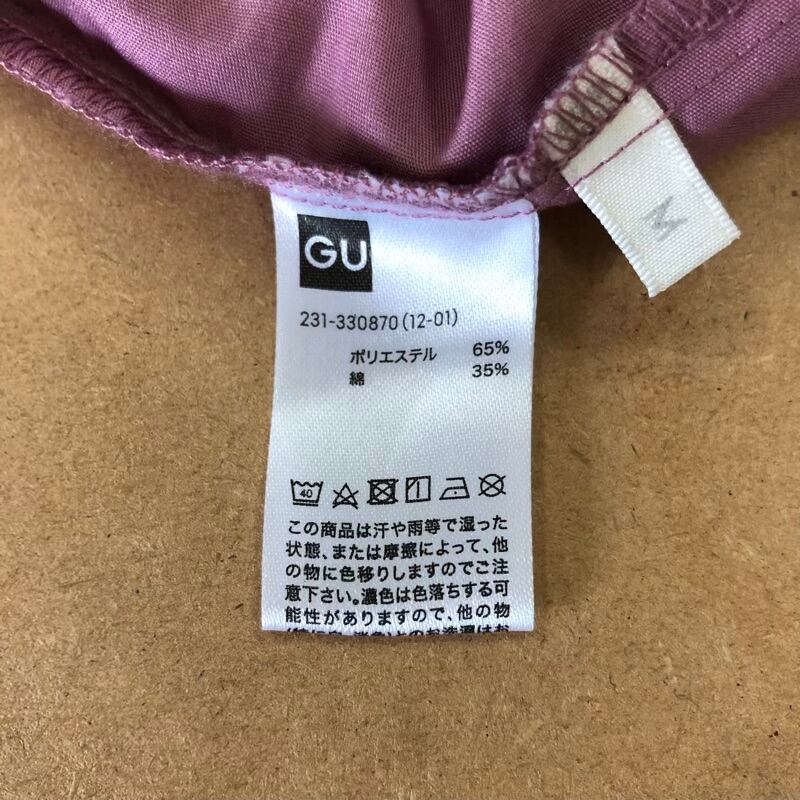 GU
M
231-330870(12-01)
ポリエステル 65%
綿 35%
40
この商品は汗や雨等で湿った
状態、または摩擦によって、他
の物に色移りしますのでご注
意下さい。濃色は色落ちする可
能性がありますので、他の物